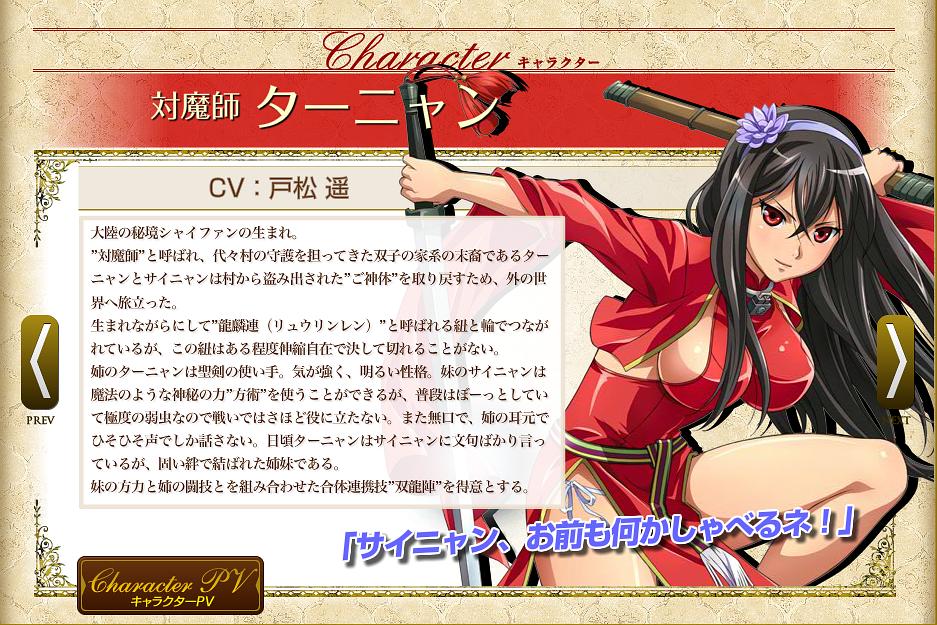 Character キャラクター
対魔師 ターニャン
CV：戸松 遥
大陸の秘境シャイファンの生まれ。
”対魔師”と呼ばれ、代々村の守護を担ってきた双子の家系の末裔であるター
ニャンとサイニャンは村から盗み出された”ご神体”を取り戻すため、外の世
界へ旅立った。
生まれながらにして”龍麟連（リュウリンレン）”と呼ばれる紐と輪でつなが
れているが、この紐はある程度伸縮自在で決して切れることがない。
姉のターニャンは聖剣の使い手。気が強く、明るい性格。妹のサイニャンは
魔法のような神秘の力”方術”を使うことができるが、普段はぼーっとしてい
て極度の弱虫なので戦いではさほど役に立たない。また無口で、姉の耳元で
ひそひそ声でしか話さない。日頃ターニャンはサイニャンに文句ばかり言っ
ているが、固い絆で結ばれた姉妹である。
妹の方力と姉の闘技とを組み合わせた合体連携技”双龍陣”を得意とする。
PREV
「サイニャン、お前も何かしゃべるネ！」
Character PV
キャラクターPV